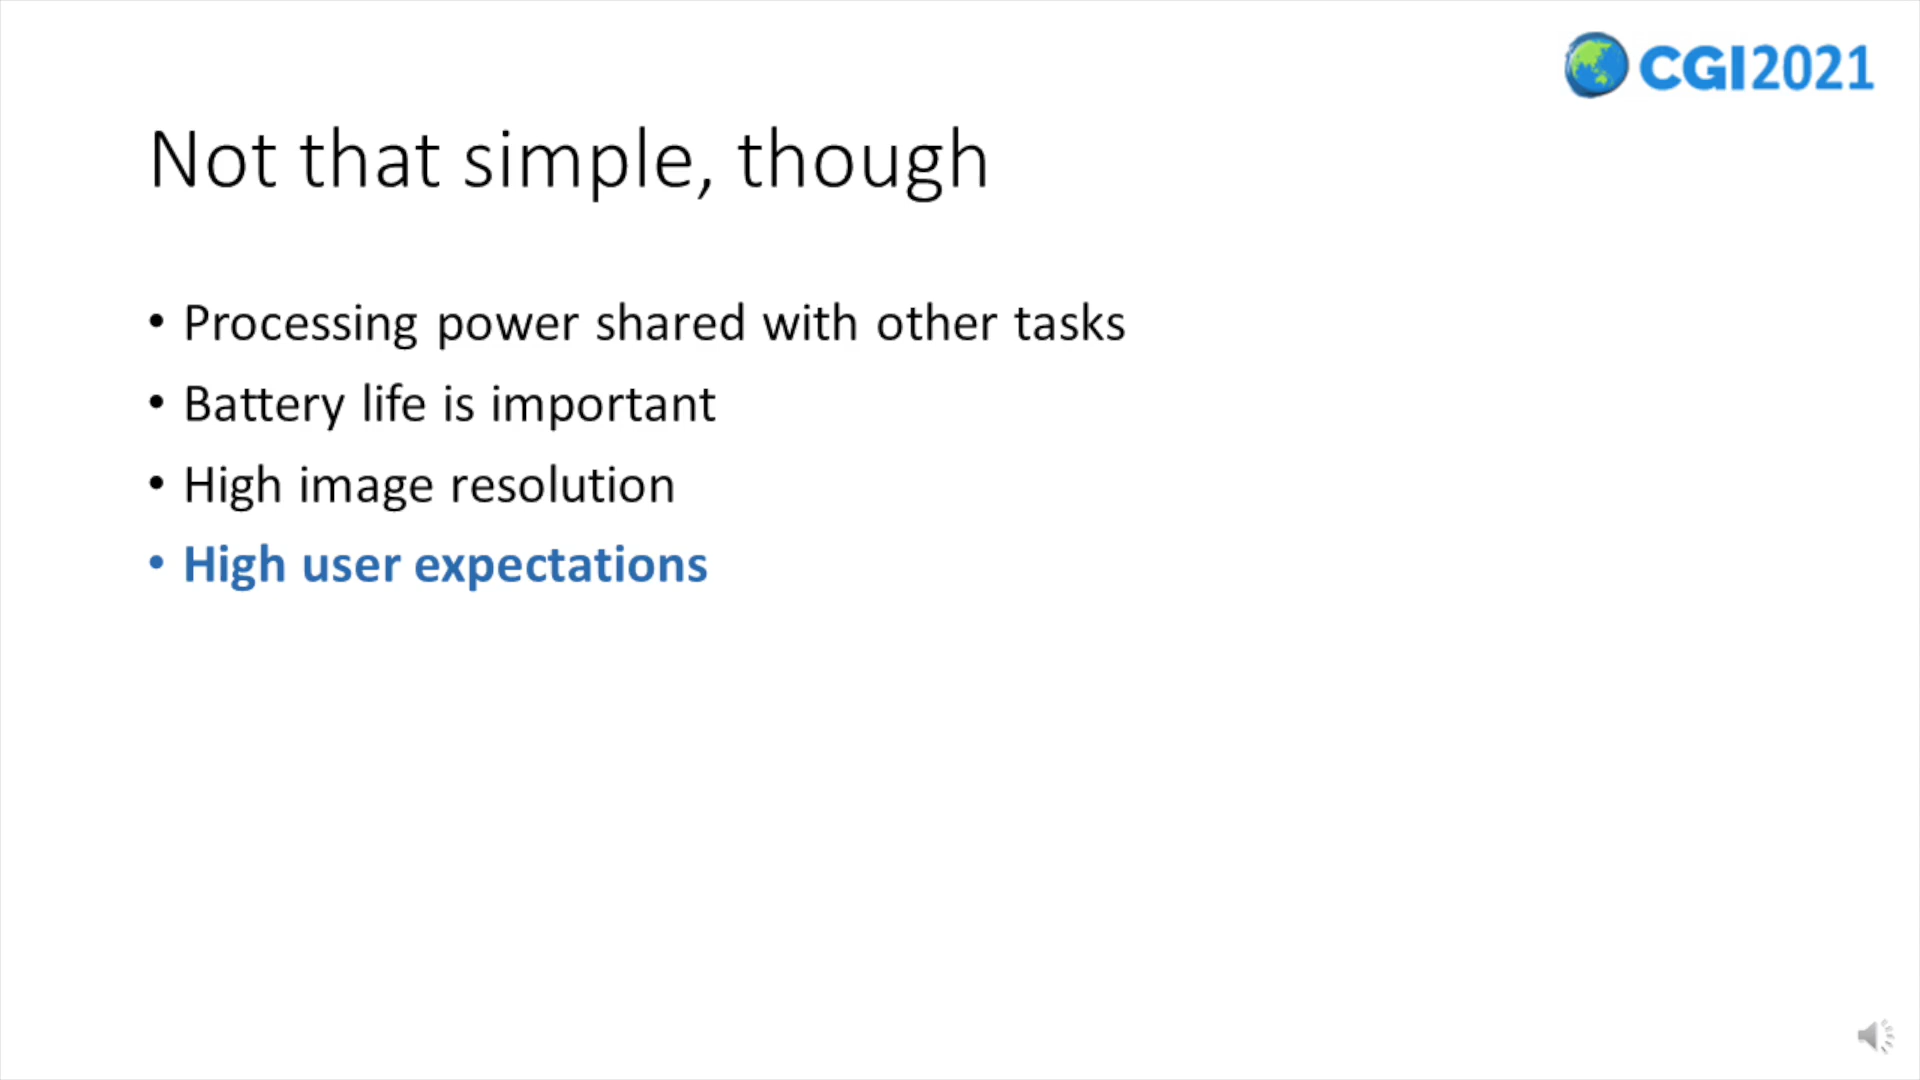 CGI2021
Not that simple, though
• Processing power shared with other tasks
• Battery life is important
• High image resolution
• High user expectations